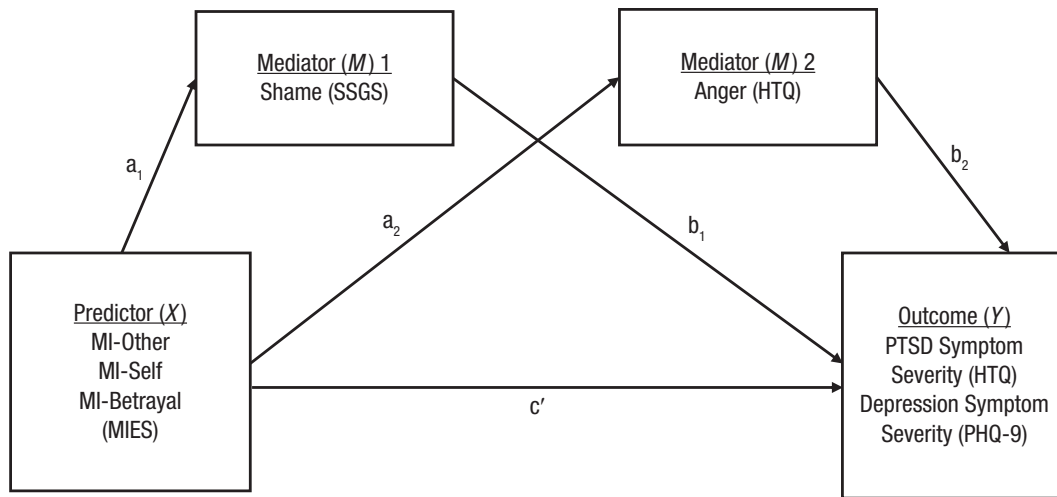 Mediator (M) 1
Shame (SSGS)
Mediator (M) 2
Anger (HTQ)
a1
a2
b1
b2
Predictor (X)
MI-Other
MI-Self
MI-Betrayal
(MIES)
c′
Outcome (Y)
PTSD Symptom
Severity (HTQ)
Depression Symptom
Severity (PHQ-9)